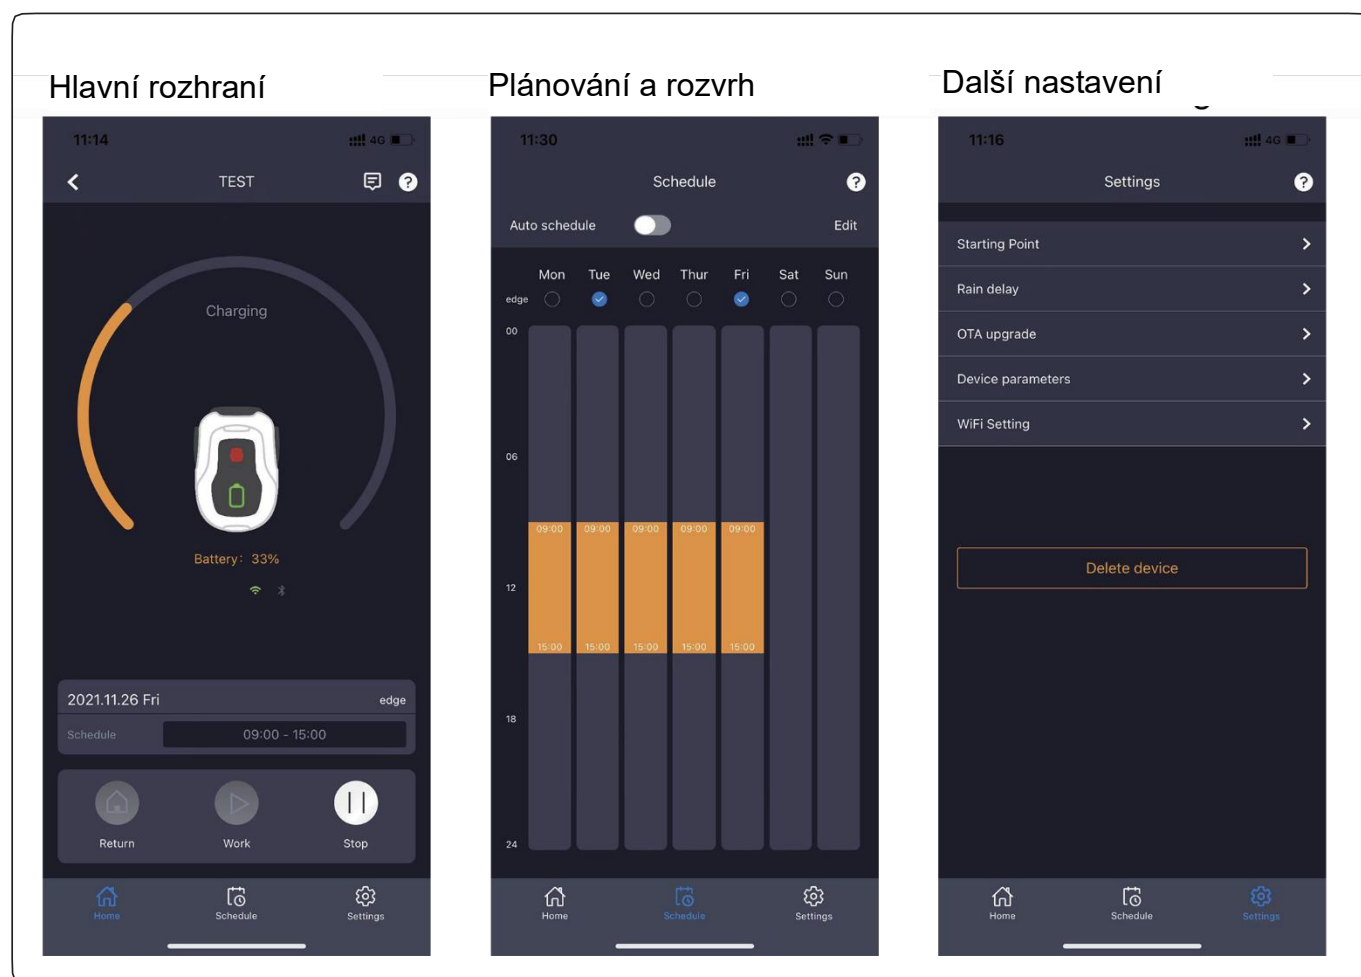 Hlavní rozhraní
Plánování a rozvrh
Další nastavení
11:14
4G
TEST
?
Charging
Battery: 33%
2021.11.26 Fri
edge
Schedule
09:00 - 15:00
Return
Work
Stop
Home
Schedule
Settings
11:30
Schedule
?
Auto schedule
Edit
Mon Tue Wed Thur Fri Sat Sun
edge
00
06
09:00 09:00 09:00 09:00 09:00
12
15:00 15:00 15:00 15:00 15:00
18
24
Home
Schedule
Settings
11:16
4G
Settings
?
Starting Point
Rain delay
OTA upgrade
Device parameters
WiFi Setting
Delete device
Home
Schedule
Settings